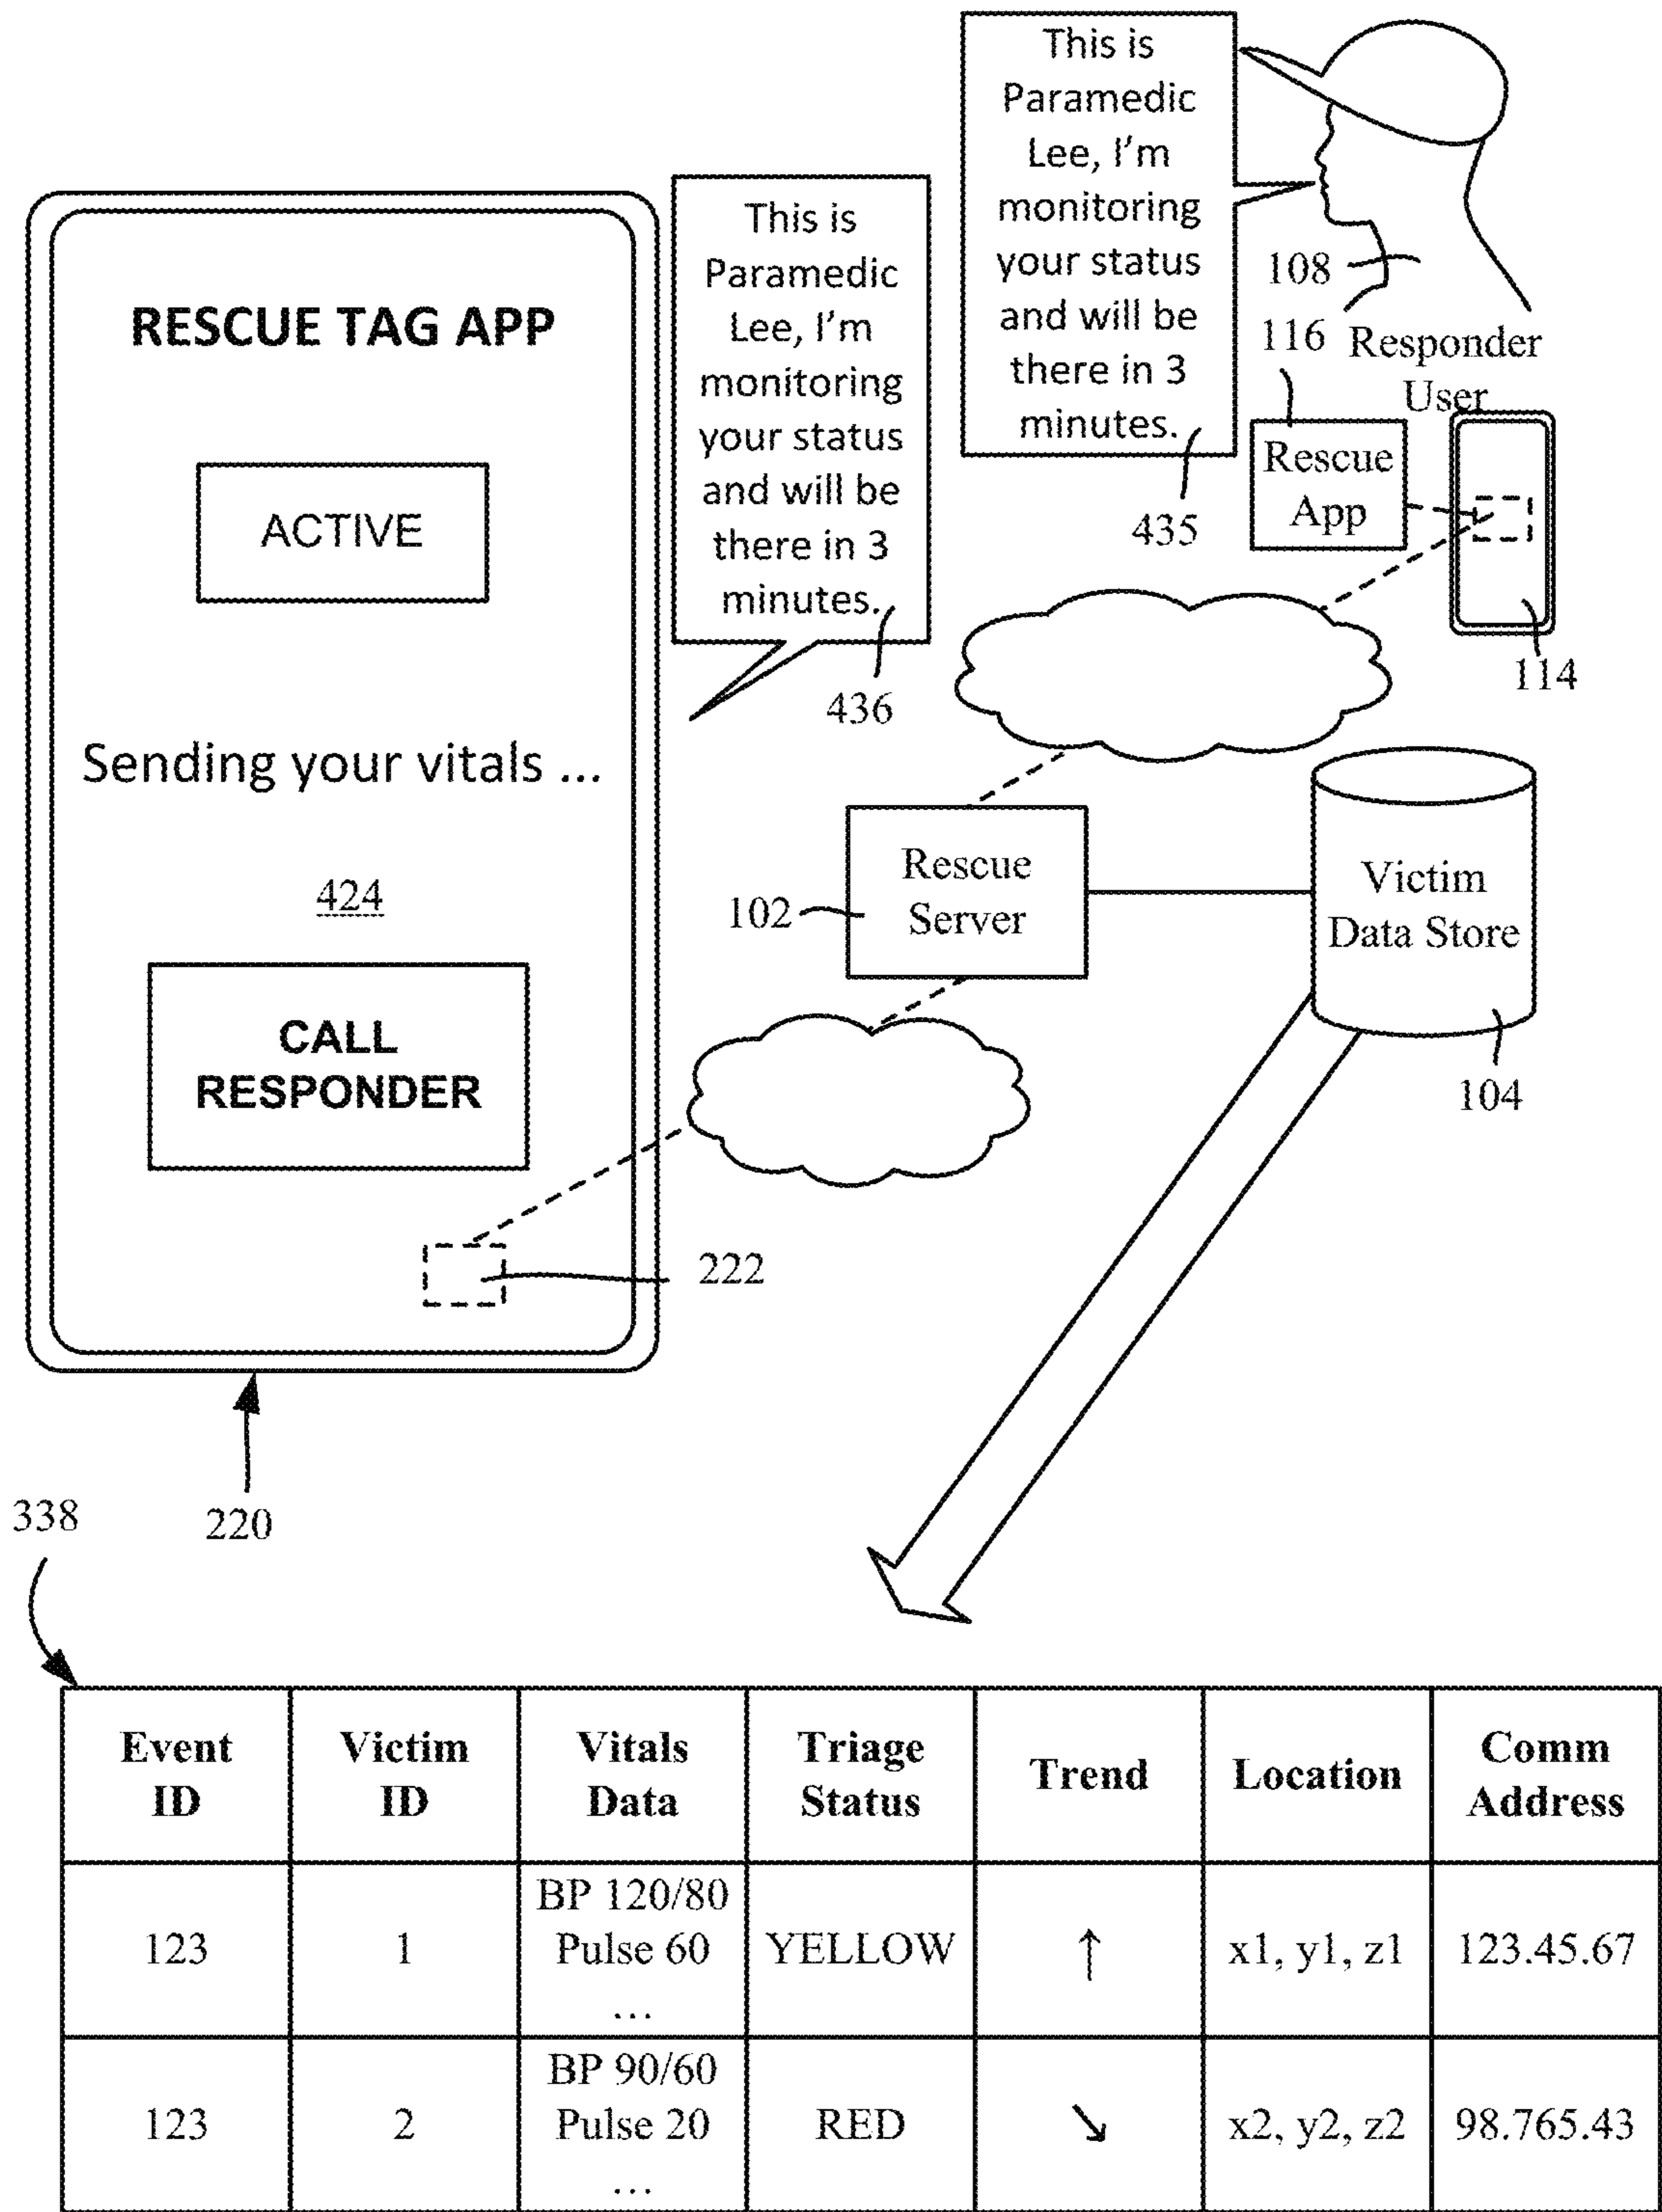 This is
Paramedic
Lee, I'm
monitoring
your status
and will be
there in 3
minutes.
435
108
116
Responder
User
Rescue
App
114
This is
Paramedic
Lee, I'm
monitoring
your status
and will be
there in 3
minutes.
436
RESCUE TAG APP
ACTIVE
Sending your vitals ...
424
CALL
RESPONDER
222
220
102
Rescue
Server
Victim
Data Store
104
338
Event
ID
Victim
ID
Vitals
Data
Triage
Status
Trend
Location
Comm
Address
123
1
BP 120/80
Pulse 60
...
YELLOW
↑
x1, y1, z1
123.45.67
123
2
BP 90/60
Pulse 20
...
RED
↘
x2, y2, z2
98.765.43